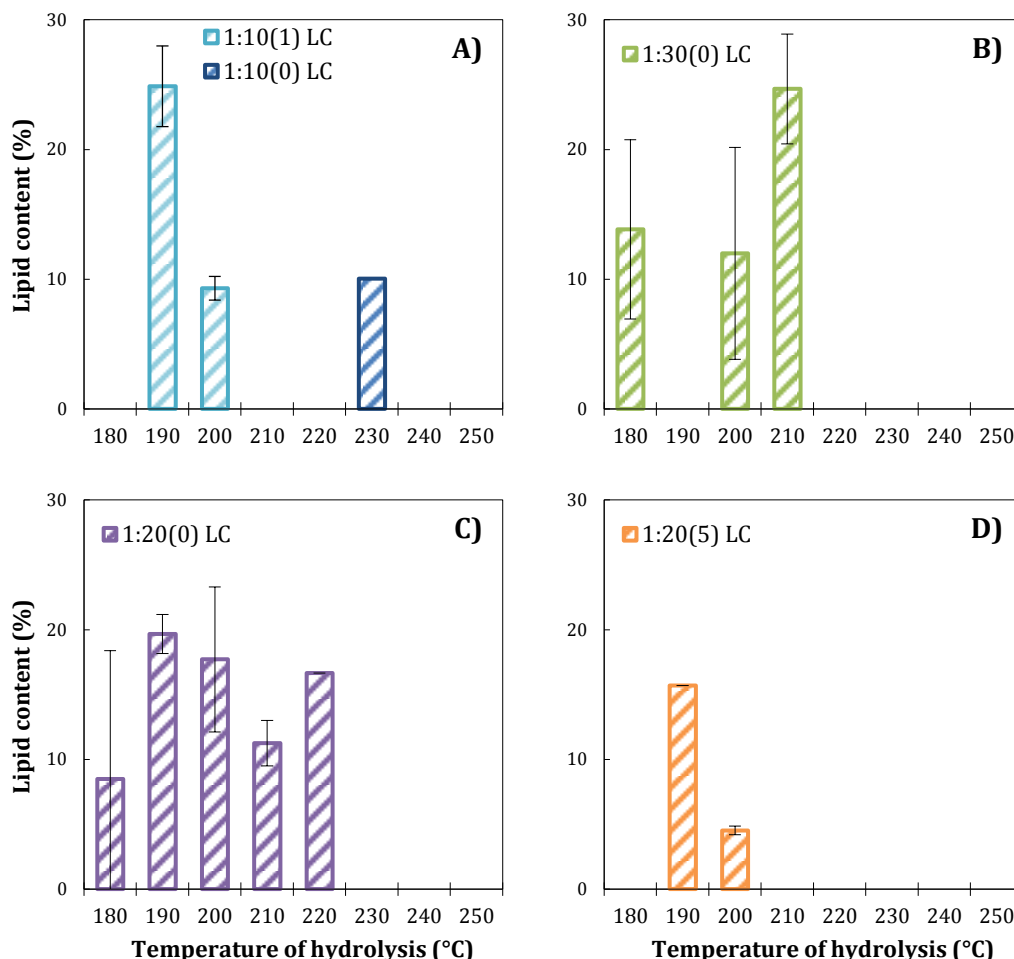 30
20
10
0
Lipid content (%)
1:10(1) LC
1:10(0) LC
A)
180 190 200 210 220 230 240 250
30
20
10
0
1:30(0) LC
B)
180 190 200 210 220 230 240 250
30
20
10
0
Lipid content (%)
1:20(0) LC
C)
180 190 200 210 220 230 240 250
Temperature of hydrolysis (°C)
30
20
10
0
1:20(5) LC
D)
180 190 200 210 220 230 240 250
Temperature of hydrolysis (°C)